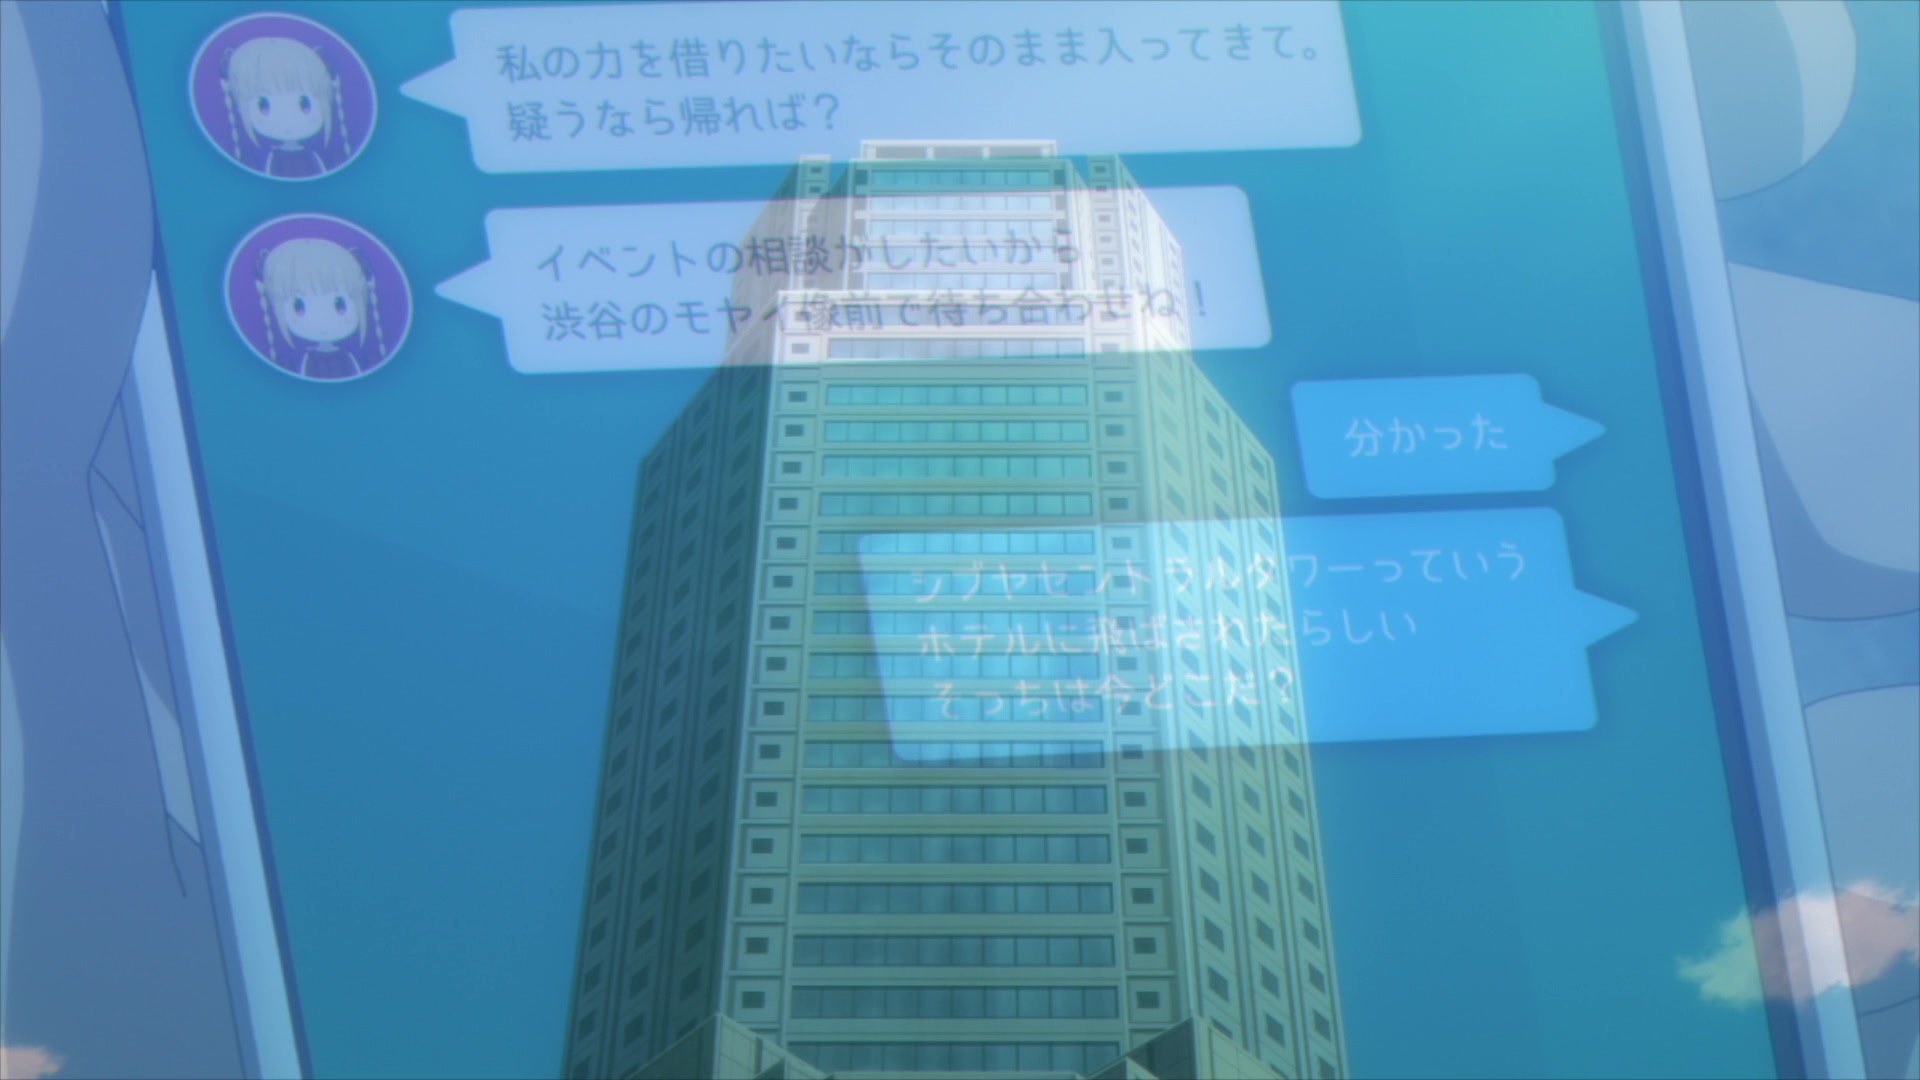 私の力を借りたいならそのまま入ってきて。
疑うなら帰れば？
イベントの相談がしたいから
渋谷のモヤイ像前で待ち合わせね！
分かった
シブヤセントラルタワーっていう
ホテルに飛ばされたらしい
そっちは今どこだ？